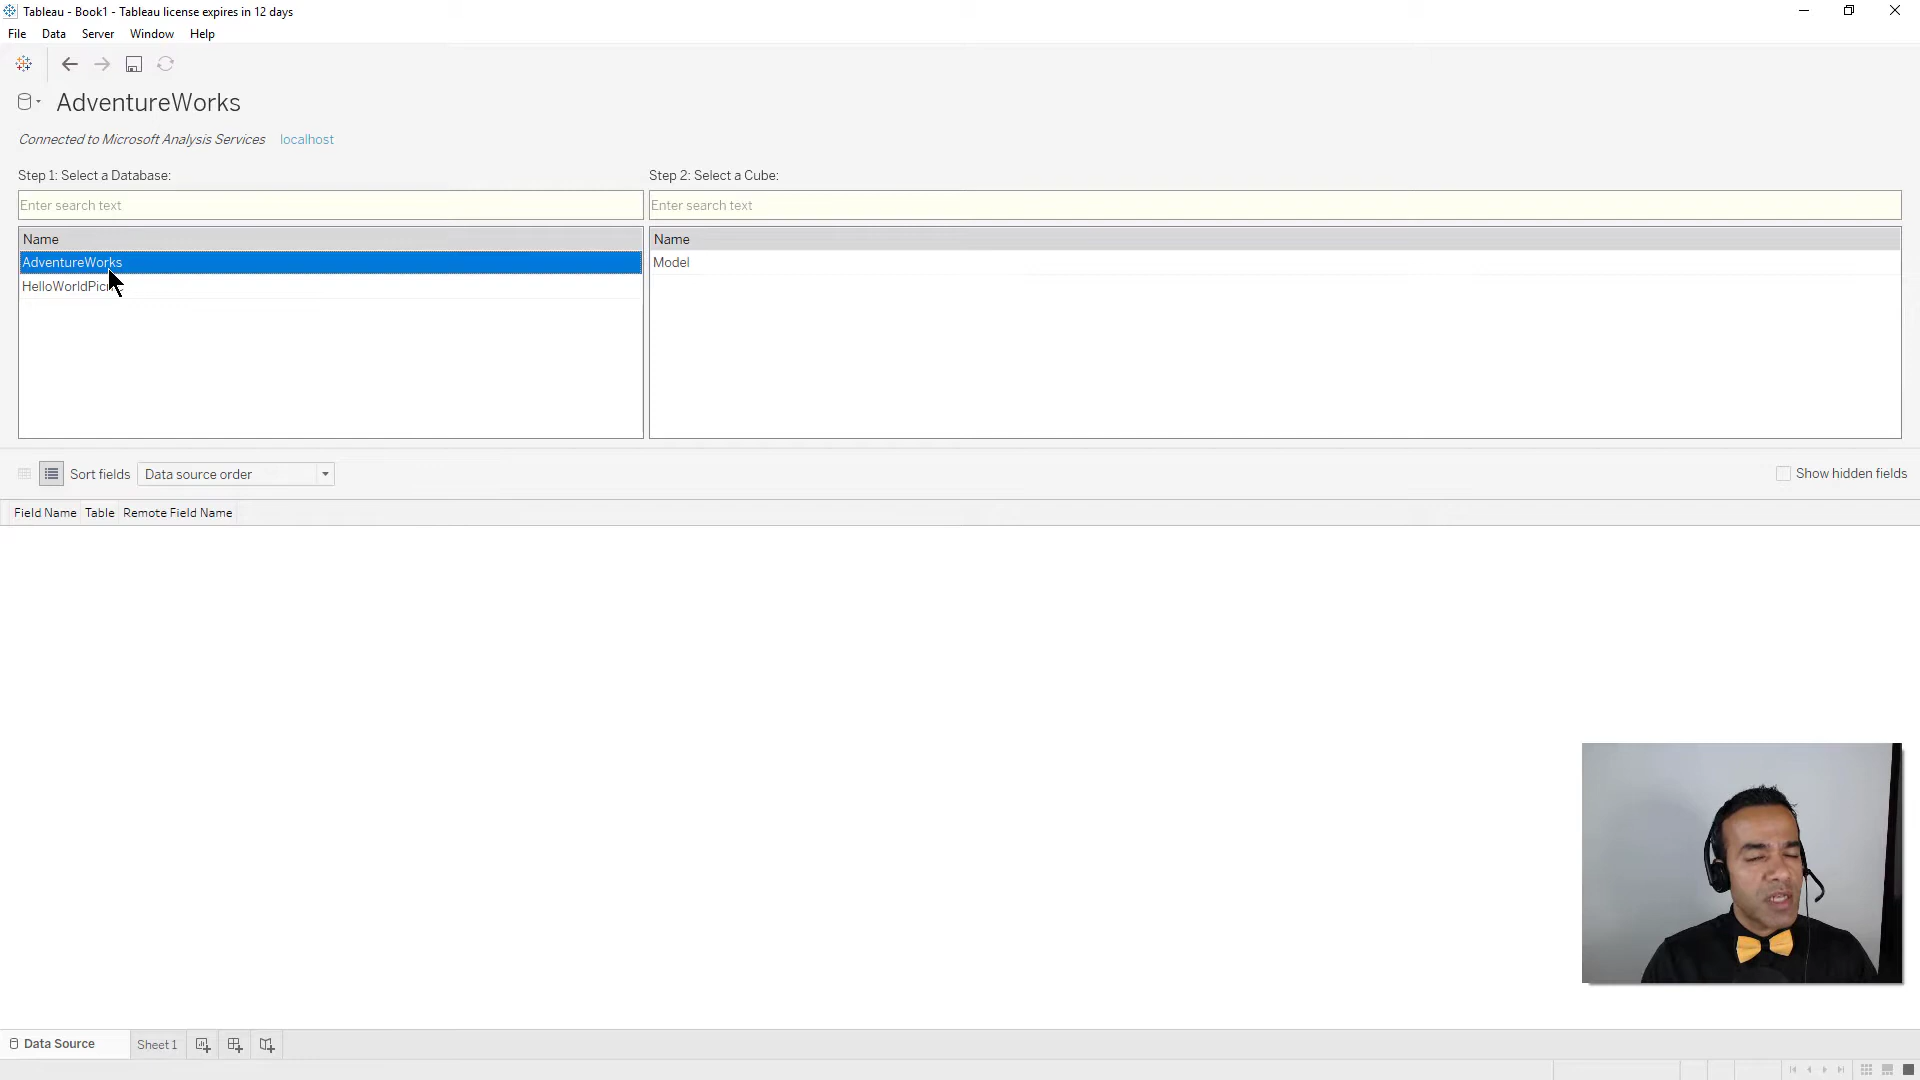 Tableau - Book1 - Tableau license expires in 12 days
File Data Server Window Help
AdventureWorks
Connected to Microsoft Analysis Services localhost
Step 1: Select a Database:
Step 2: Select a Cube:
Enter search text
Enter search text
Name
Name
AdventureWorks
Model
Sort fields Data source order
Show hidden fields
Field Name Table Remote Field Name
Data Source Sheet 1